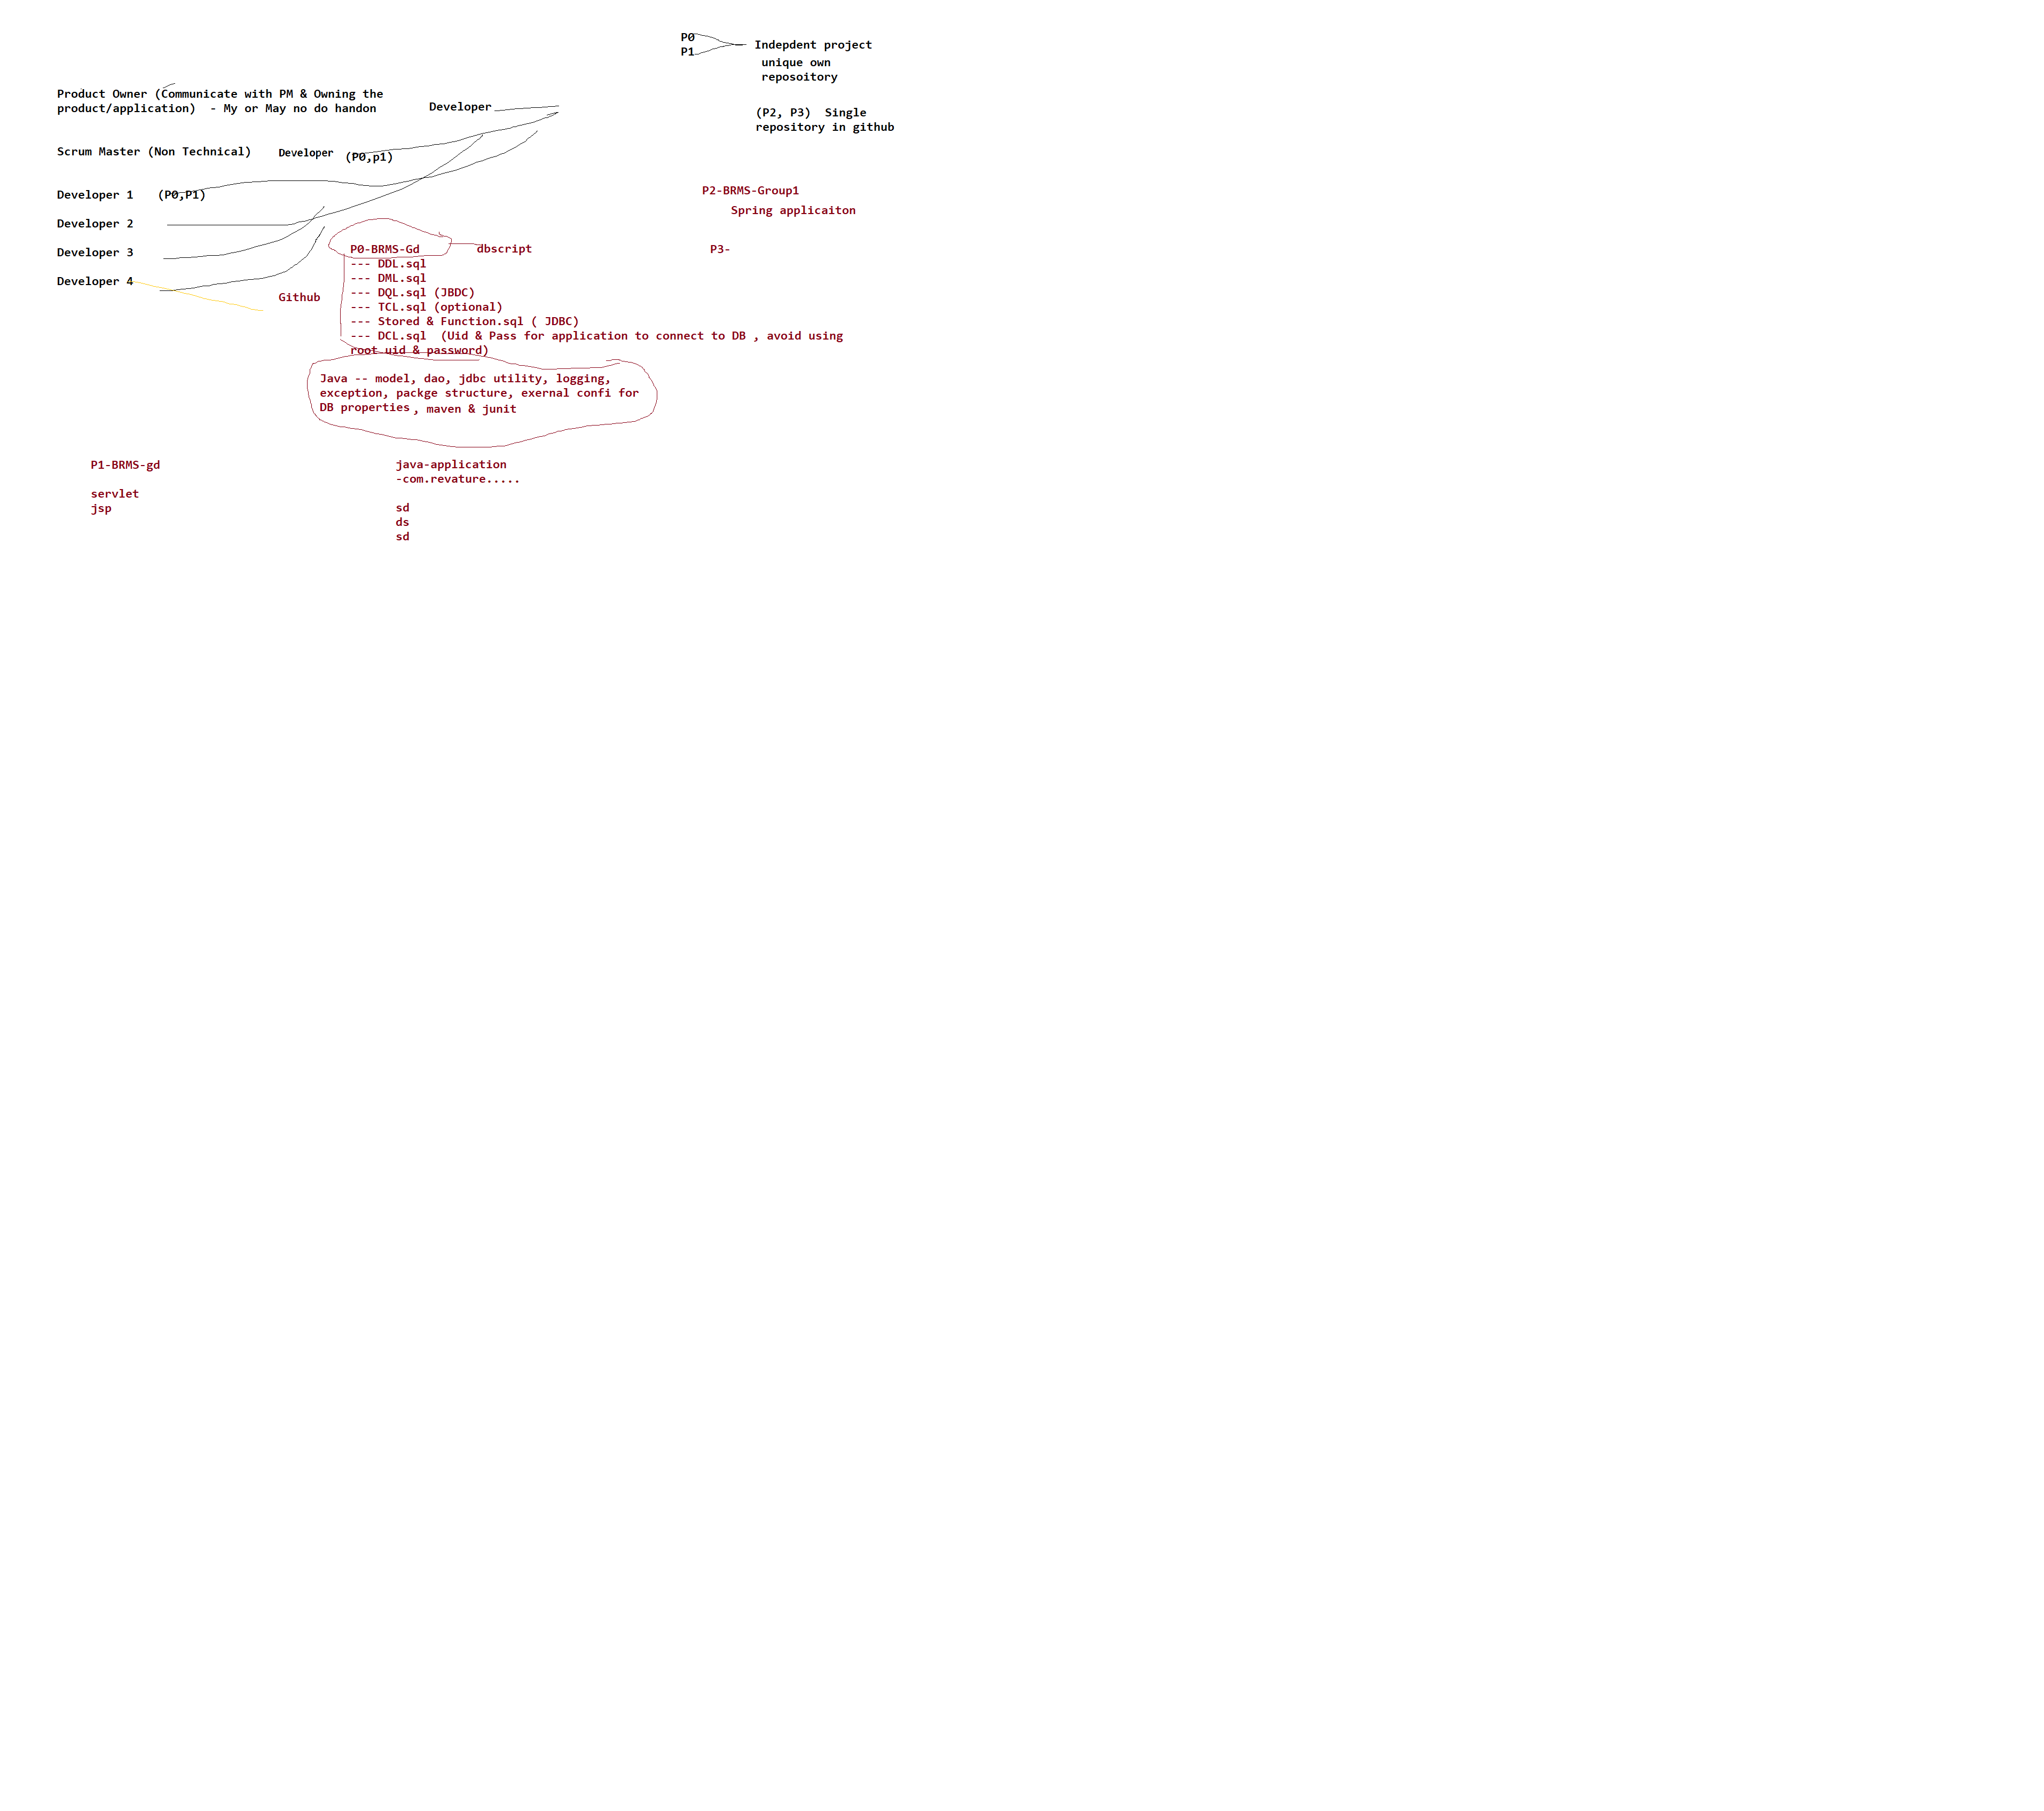 P0
P1
Indepdent project
unique own
reposoitory
Product Owner (Communicate with PM & Owning the
product/application)  - My or May no do handon
Developer
(P2, P3)  Single
repository in github
Scrum Master (Non Technical)
Developer
(P0,p1)
Developer 1
(P0,P1)
Developer 2
Developer 3
Developer 4
P2-BRMS-Group1
Spring applicaiton
P3-
Github
P0-BRMS-Gd
dbscript
--- DDL.sql
--- DML.sql
--- DQL.sql (JBDC)
--- TCL.sql (optional)
--- Stored & Function.sql ( JDBC)
--- DCL.sql  (Uid & Pass for application to connect to DB , avoid using
root uid & password)
Java -- model, dao, jdbc utility, logging,
exception, packge structure, exernal confi for
DB properties , maven & junit
P1-BRMS-gd
servlet
jsp
java-application
-com.revature.....
sd
ds
sd